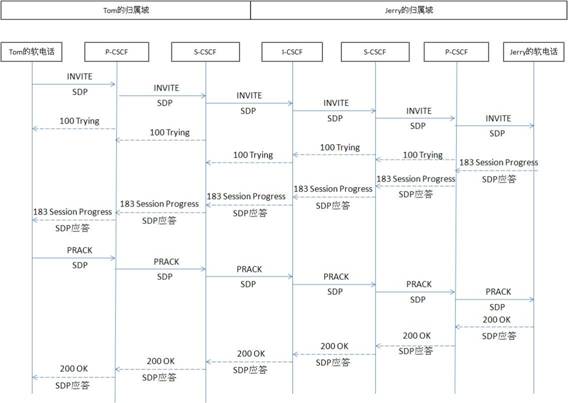 Tom的归属域 Jerry的归属域
Tom的软电话 P-CSCF S-CSCF I-CSCF S-CSCF P-CSCF Jerry的软电话
INVITE
SDP
INVITE
SDP
INVITE
SDP
INVITE
SDP
INVITE
SDP
INVITE
SDP
100 Trying
100 Trying
100 Trying
100 Trying
100 Trying
183 Session Progress
SDP应答
183 Session Progress
SDP应答
183 Session Progress
SDP应答
183 Session Progress
SDP应答
183 Session Progress
SDP应答
183 Session Progress
SDP应答
PRACK
SDP
PRACK
SDP
PRACK
SDP
PRACK
SDP
PRACK
SDP
PRACK
SDP
200 OK
SDP应答
200 OK
SDP应答
200 OK
SDP应答
200 OK
SDP应答
200 OK
SDP应答
200 OK
SDP应答